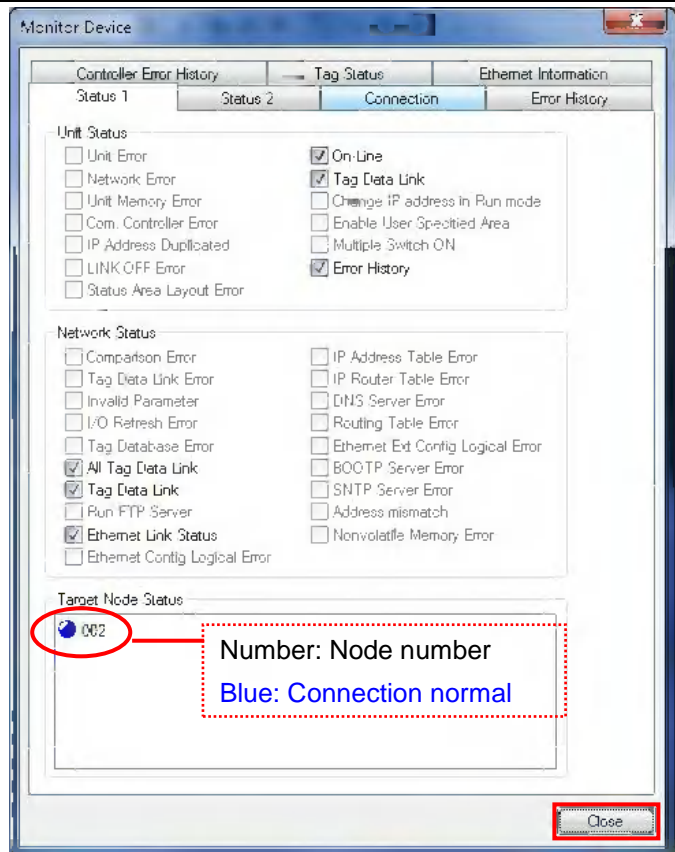 Monitor Device
Controller Error History
Tag Status
Ethernet Information
Status 1
Status 2
Connection
Error History
Unit Status
Unit Error
Network Error
Unit Memory Error
Com. Controller Error
IP Address Duplicated
LINK OFF Error
Status Area Layout Error
On-Line
Tag Data Link
Change IP address in Run mode
Enable User Specified Area
Multiple Switch ON
Error History
Network Status
Comparison Error
Tag Data Link Error
Invalid Parameter
I/O Refresh Error
Tag Database Error
All Tag Data Link
Tag Data Link
Run FTP Server
Ethernet Link Status
Ethernet Config Logical Error
IP Address Table Error
IP Router Table Error
DNS Server Error
Routing Table Error
Ethernet Ext Config Logical Error
BOOTP Server Error
SNTP Server Error
Address mismatch
Nonvolatile Memory Error
Target Node Status
002
Number: Node number
Blue: Connection normal
Close